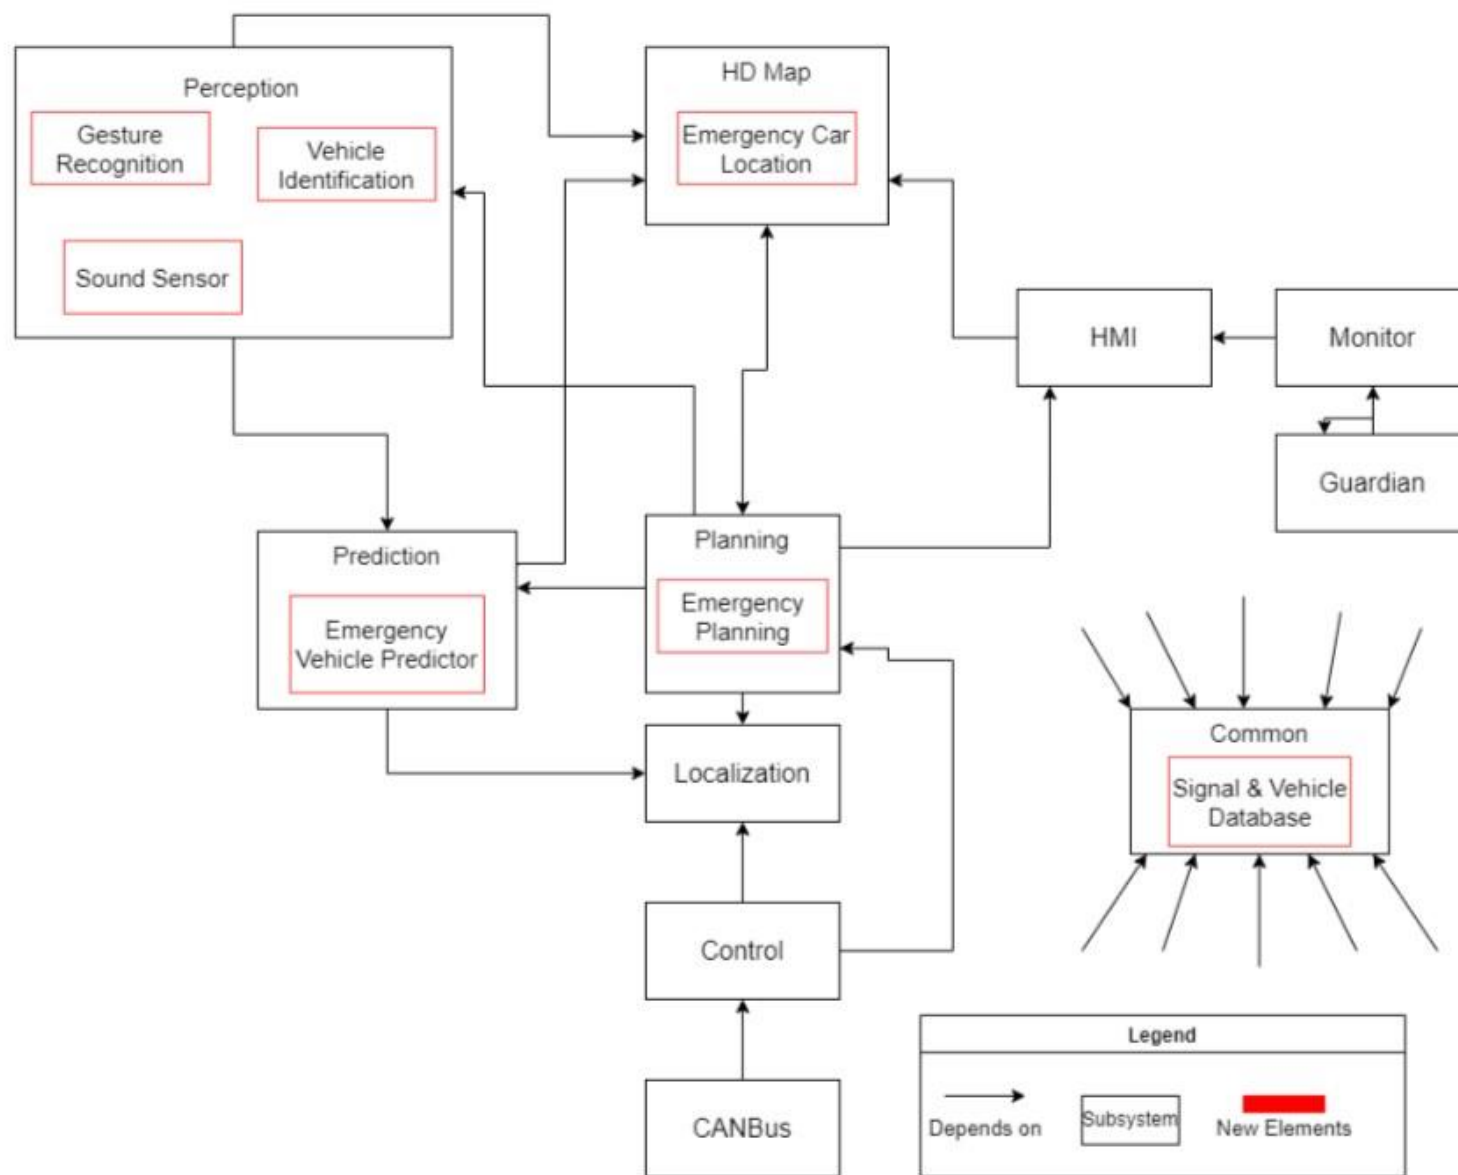 Perception
Gesture
Recognition
Vehicle
Identification
Sound Sensor
HD Map
Emergency Car
Location
HMI
Monitor
Guardian
Prediction
Emergency
Vehicle Predictor
Planning
Emergency
Planning
Localization
Common
Signal & Vehicle
Database
Control
CANBus
Legend
Depends on
Subsystem
New Elements